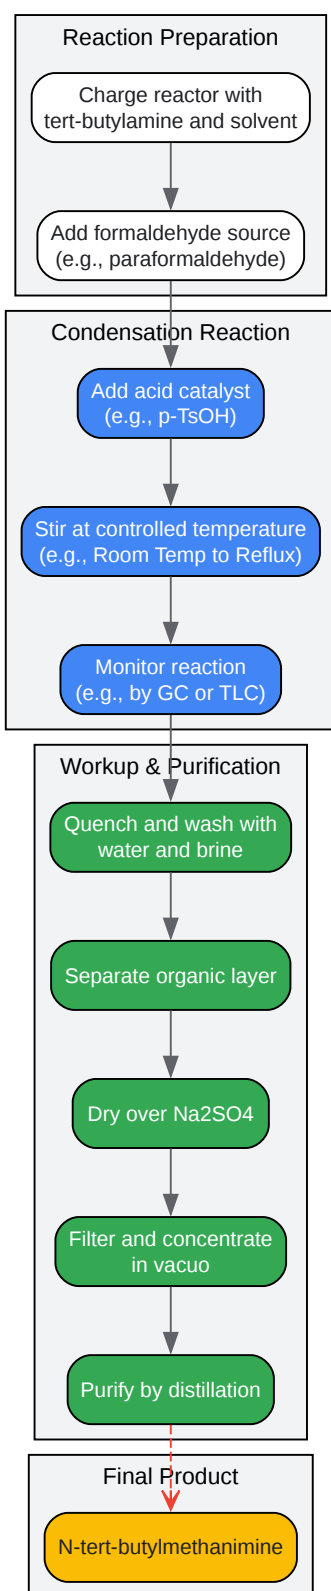 Reaction Preparation
Charge reactor with
tert-butylamine and solvent
Add formaldehyde source
(e.g., paraformaldehyde)
Condensation Reaction
Add acid catalyst
(e.g., p-TsOH)
Stir at controlled temperature
(e.g., Room Temp to Reflux)
Monitor reaction
(e.g., by GC or TLC)
Workup & Purification
Quench and wash with
water and brine
Separate organic layer
Dry over Na2SO4
Filter and concentrate
in vacuo
Purify by distillation
Final Product
N-tert-butylmethanimine